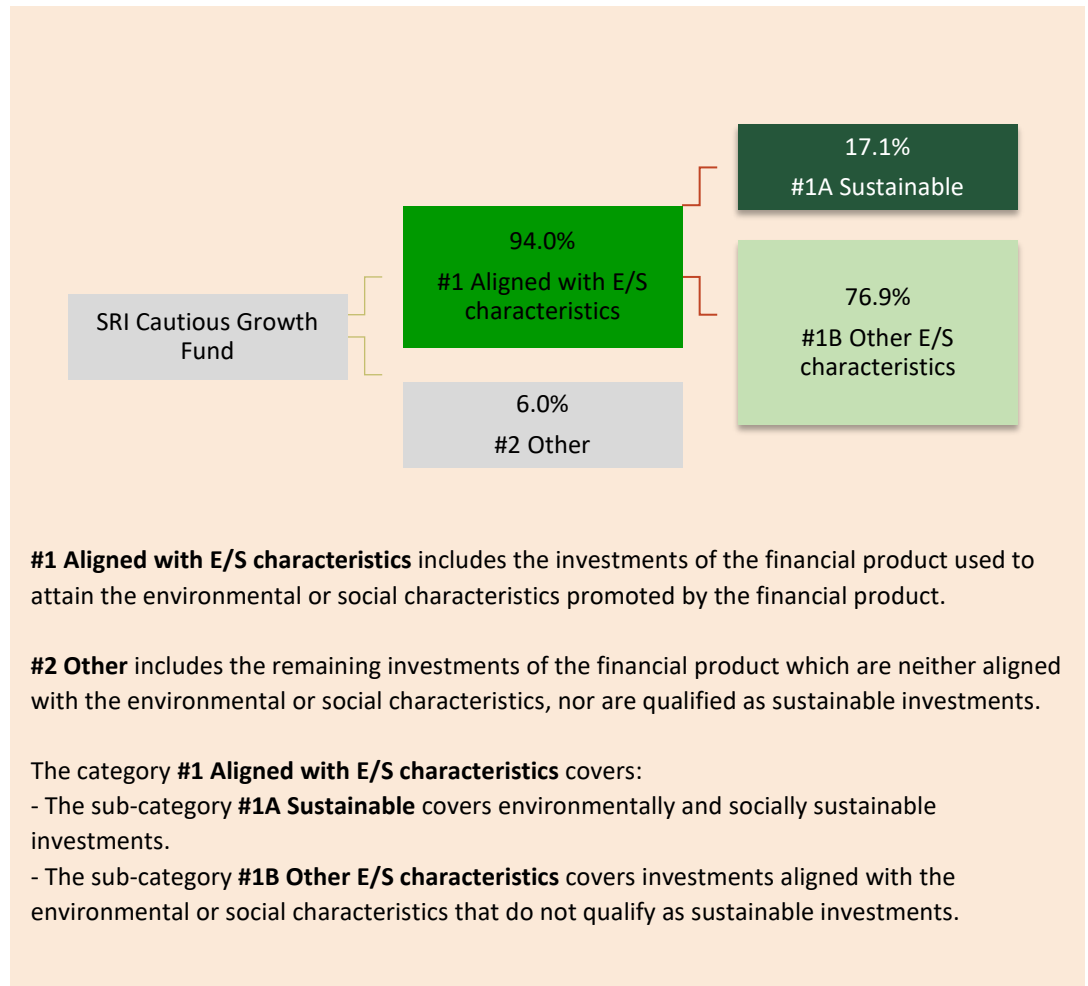 17.1%
#1A Sustainable
94.0%
#1 Aligned with E/S
characteristics
76.9%
#1B Other E/S
characteristics
SRI Cautious Growth
Fund
6.0%
#2 Other
#1 Aligned with E/S characteristics includes the investments of the financial product used to
attain the environmental or social characteristics promoted by the financial product.
#2 Other includes the remaining investments of the financial product which are neither aligned
with the environmental or social characteristics, nor are qualified as sustainable investments.
The category #1 Aligned with E/S characteristics covers:
- The sub-category #1A Sustainable covers environmentally and socially sustainable
investments.
- The sub-category #1B Other E/S characteristics covers investments aligned with the
environmental or social characteristics that do not qualify as sustainable investments.